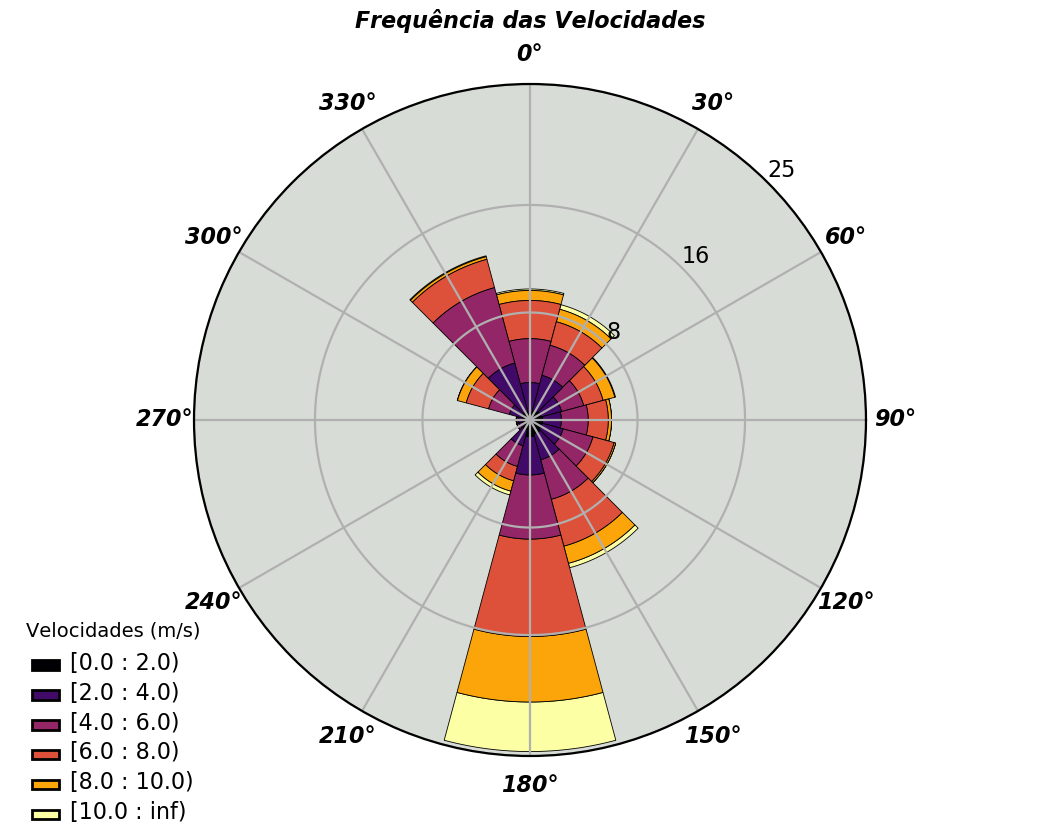 Frequência das Velocidades
0°
330°
30°
25
300°
60°
16
8
270°
90°
240°
120°
210°
150°
180°
Velocidades (m/s)
[0.0 : 2.0)
[2.0 : 4.0)
[4.0 : 6.0)
[6.0 : 8.0)
[8.0 : 10.0)
[10.0 : inf)